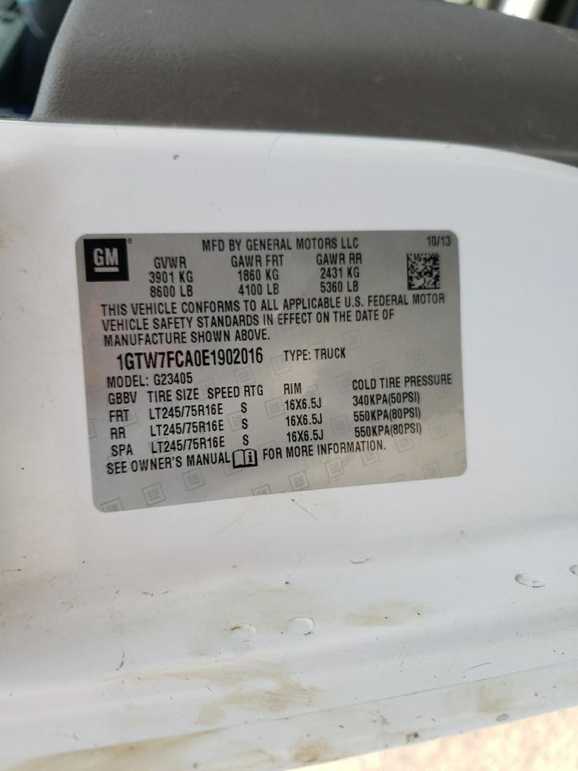 GM
MFD BY GENERAL MOTORS LLC 10/13
GVWR GAWR FRT GAWR RR
3901 KG 1860 KG 2431 KG
8600 LB 4100 LB 5360 LB
THIS VEHICLE CONFORMS TO ALL APPLICABLE U.S. FEDERAL MOTOR
VEHICLE SAFETY STANDARDS IN EFFECT ON THE DATE OF
MANUFACTURE SHOWN ABOVE.
1GTW7FCA0E1902016 TYPE: TRUCK
MODEL: G23405
GBBV TIRE SIZE SPEED RTG RIM COLD TIRE PRESSURE
FRT LT245/75R16E S 16X6.5J 340KPA(50PSI)
RR LT245/75R16E S 16X6.5J 550KPA(80PSI)
SPA LT245/75R16E S 16X6.5J 550KPA(80PSI)
SEE OWNER'S MANUAL FOR MORE INFORMATION.